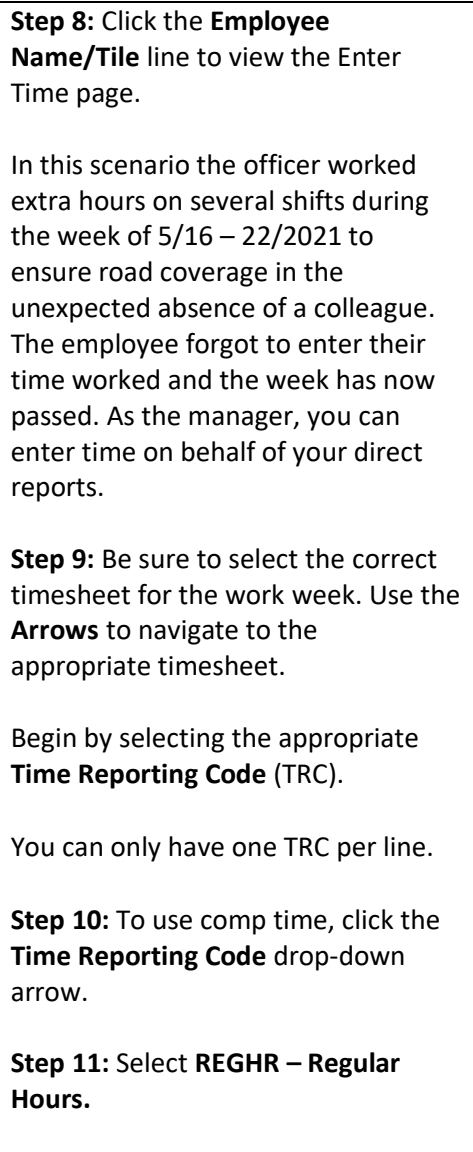 Step 8: Click the Employee
Name/Tile line to view the Enter
Time page.
In this scenario the officer worked
extra hours on several shifts during
the week of 5/16 – 22/2021 to
ensure road coverage in the
unexpected absence of a colleague.
The employee forgot to enter their
time worked and the week has now
passed. As the manager, you can
enter time on behalf of your direct
reports.
Step 9: Be sure to select the correct
timesheet for the work week. Use the
Arrows to navigate to the
appropriate timesheet.
Begin by selecting the appropriate
Time Reporting Code (TRC).
You can only have one TRC per line.
Step 10: To use comp time, click the
Time Reporting Code drop-down
arrow.
Step 11: Select REGHR – Regular
Hours.